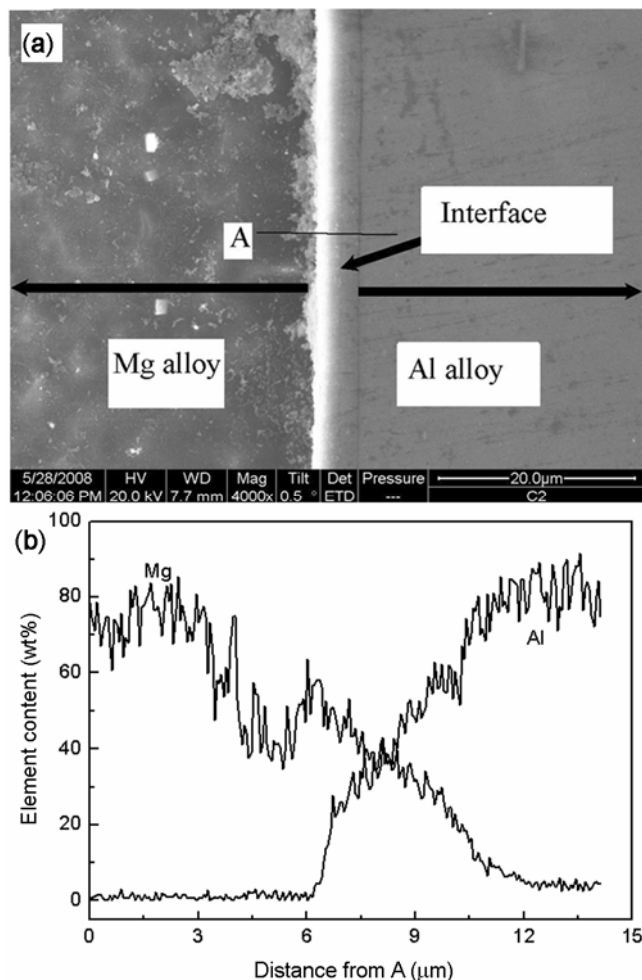 (a)
A
Interface
Mg alloy
Al alloy
5/28/2008 HV WD Mag Tilt Det Pressure 20.0µm
12:06:06 PM 20.0 kV 7.7 mm 4000x 0.5 ° ETD --- C2
(b)
100
80
60
40
20
0
Mg
Al
Element content (wt%)
0 3 6 9 12 15
Distance from A (µm)